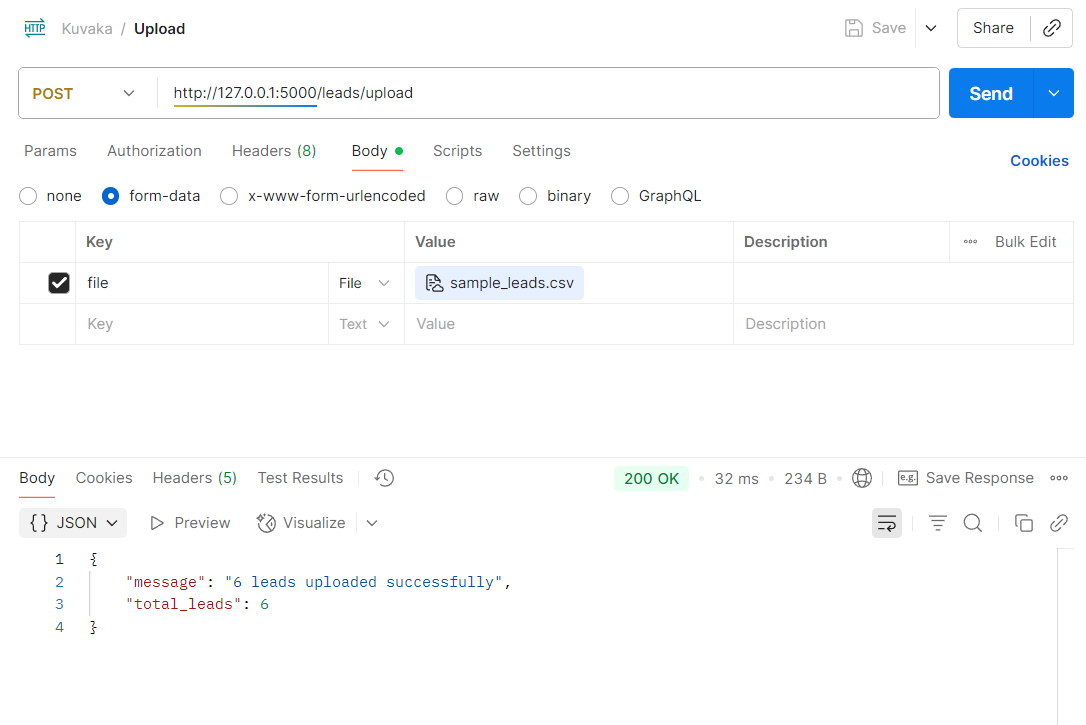 HTTP Kuvaka / Upload Save Share
POST http://127.0.0.1:5000/leads/upload Send
Params Authorization Headers (8) Body Scripts Settings Cookies
none form-data x-www-form-urlencoded raw binary GraphQL
Key Value Description Bulk Edit
file File sample_leads.csv
Key Text Value Description
Body Cookies Headers (5) Test Results 200 OK 32 ms 234 B e.g. Save Response
{} JSON Preview Visualize
1 {
2 "message": "6 leads uploaded successfully",
3 "total_leads": 6
4 }